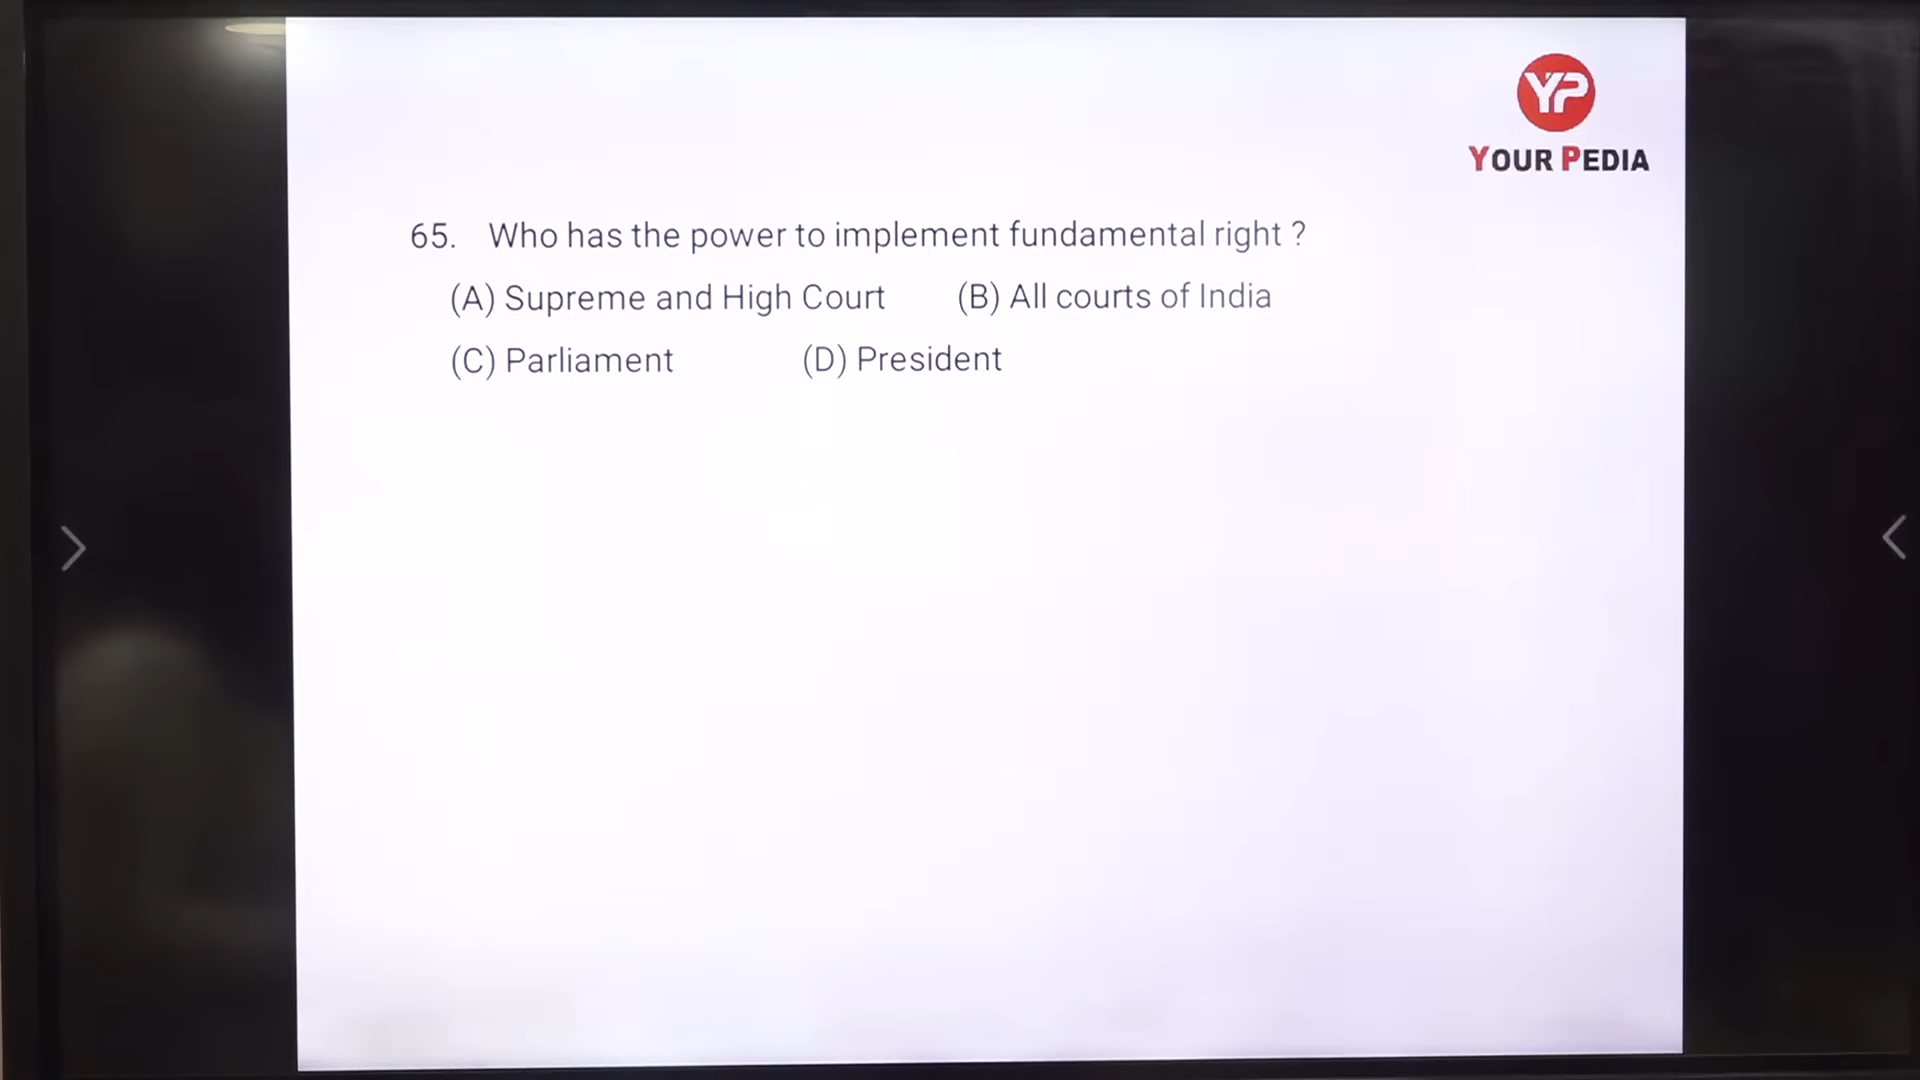 YP
YOUR PEDIA
65. Who has the power to implement fundamental right ?
(A) Supreme and High Court (B) All courts of India
(C) Parliament (D) President